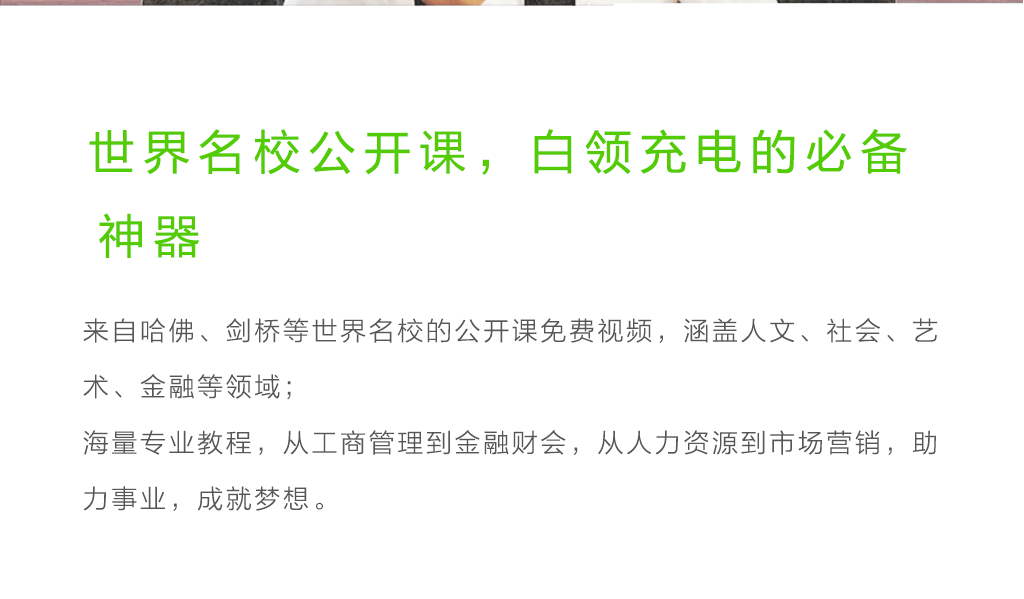 世界名校公开课，白领充电的必备
神器
来自哈佛、剑桥等世界名校的公开课免费视频，涵盖人文、社会、艺
术、金融等领域；
海量专业教程，从工商管理到金融财会，从人力资源到市场营销，助
力事业，成就梦想。